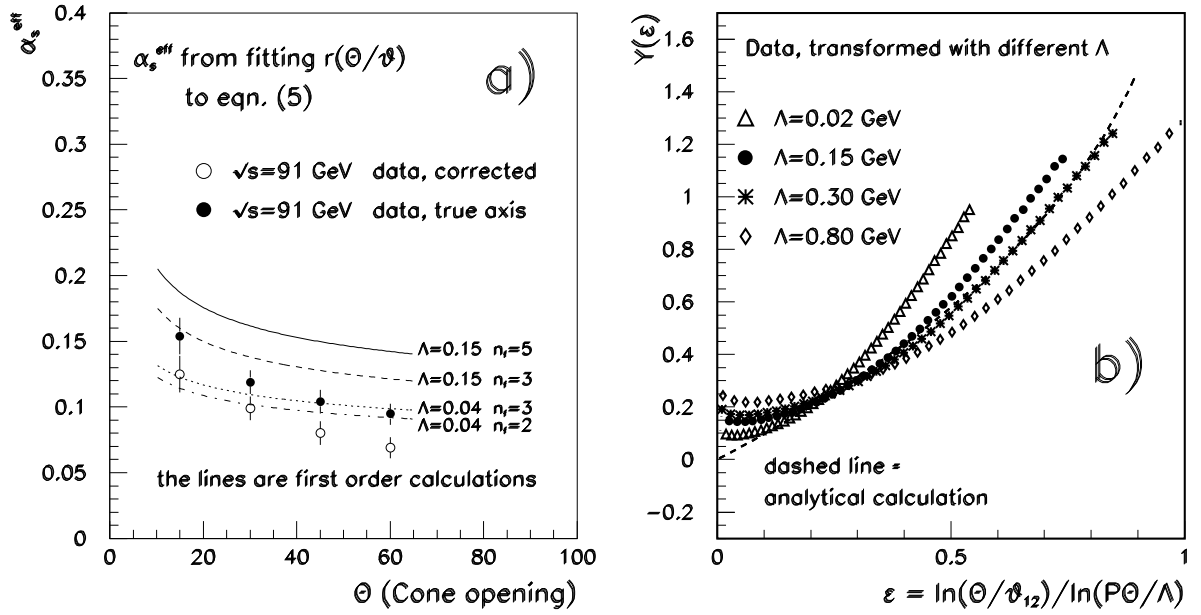 α_s^eff
0.4
0.35
0.3
0.25
0.2
0.15
0.1
0.05
0
0
20
40
60
80
100
Θ (Cone opening)
α_s^eff from fitting r(Θ/ϑ)
to eqn. (5)
a)
√s=91 GeV data, corrected
√s=91 GeV data, true axis
Λ=0.15 n_f=5
Λ=0.15 n_f=3
Λ=0.04 n_f=3
Λ=0.04 n_f=2
the lines are first order calculations
Y(ε)
1.6
1.4
1.2
1
0.8
0.6
0.4
0.2
0
−0.2
0
0.5
1
ε = ln(Θ/ϑ₁₂)/ln(PΘ/Λ)
Data, transformed with different Λ
Λ=0.02 GeV
Λ=0.15 GeV
Λ=0.30 GeV
Λ=0.80 GeV
b)
dashed line =
analytical calculation